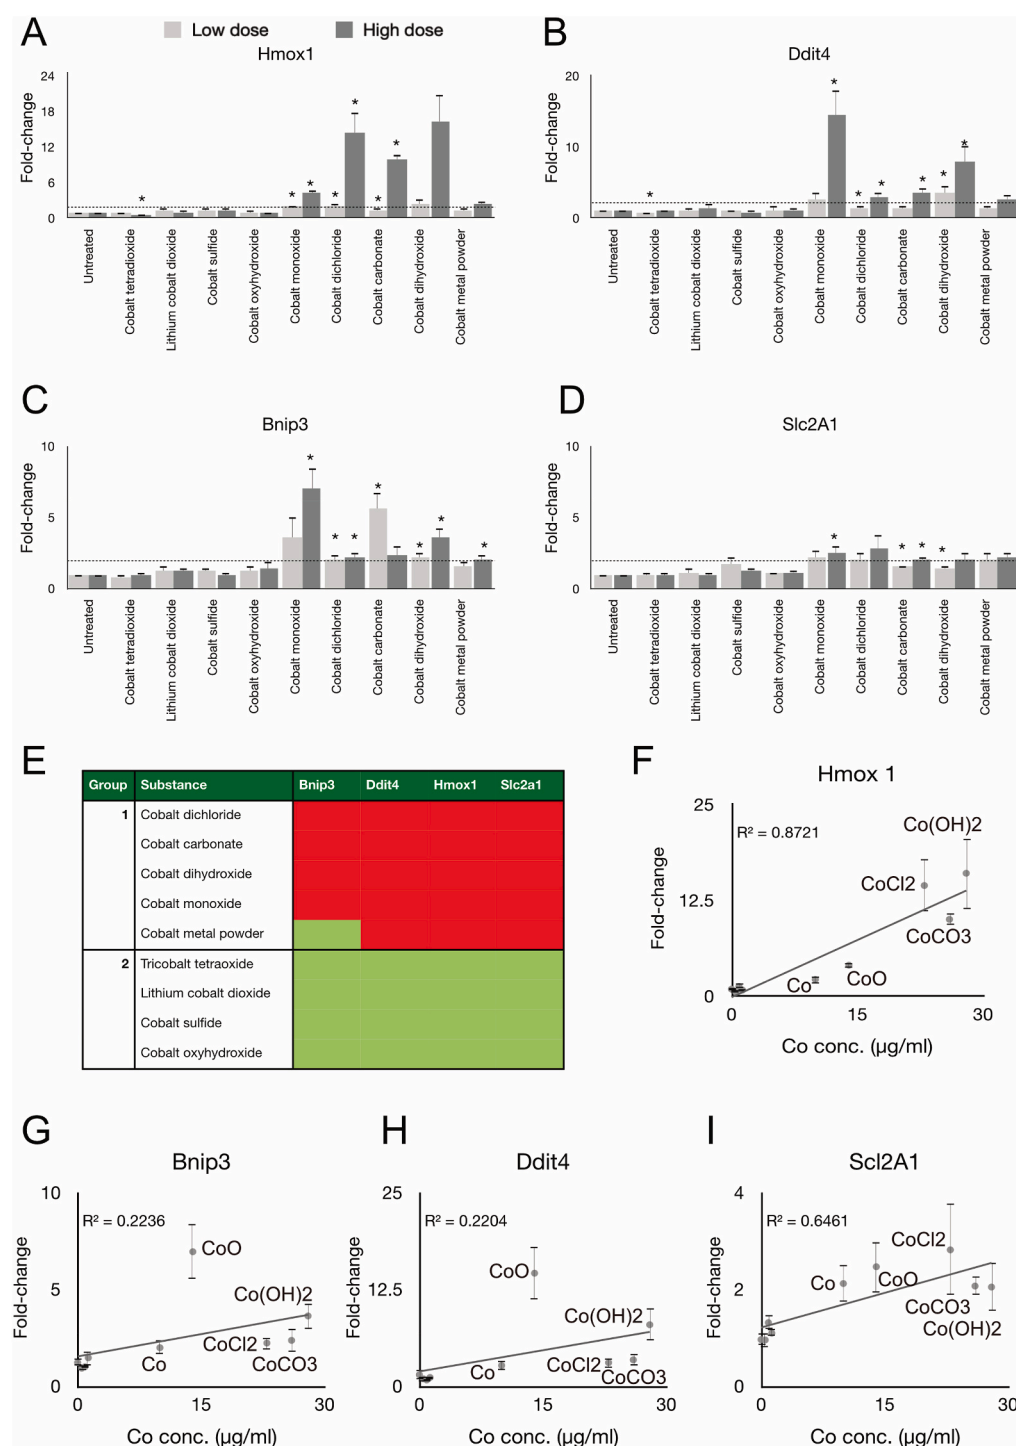 A
Low dose
High dose
Hmox1
Fold-change
24
18
12
6
0
* * * * * * *
Untreated
Cobalt tetradioxide
Lithium cobalt dioxide
Cobalt sulfide
Cobalt oxyhydroxide
Cobalt monoxide
Cobalt dichloride
Cobalt carbonate
Cobalt dihydroxide
Cobalt metal powder
B
Ddit4
Fold-change
20
10
0
* * * * * * *
Untreated
Cobalt tetradioxide
Lithium cobalt dioxide
Cobalt sulfide
Cobalt oxyhydroxide
Cobalt monoxide
Cobalt dichloride
Cobalt carbonate
Cobalt dihydroxide
Cobalt metal powder
C
Bnip3
Fold-change
10
5
0
* * * * * * *
Untreated
Cobalt tetradioxide
Lithium cobalt dioxide
Cobalt sulfide
Cobalt oxyhydroxide
Cobalt monoxide
Cobalt dichloride
Cobalt carbonate
Cobalt dihydroxide
Cobalt metal powder
D
Slc2A1
Fold-change
10
5
0
* * * *
Untreated
Cobalt tetradioxide
Lithium cobalt dioxide
Cobalt sulfide
Cobalt oxyhydroxide
Cobalt monoxide
Cobalt dichloride
Cobalt carbonate
Cobalt dihydroxide
Cobalt metal powder
E
Group Substance Bnip3 Ddit4 Hmox1 Slc2a1
1 Cobalt dichloride
Cobalt carbonate
Cobalt dihydroxide
Cobalt monoxide
Cobalt metal powder
2 Tricobalt tetraoxide
Lithium cobalt dioxide
Cobalt sulfide
Cobalt oxyhydroxide
F
Hmox 1
Fold-change
25
12.5
0
R² = 0.8721
Co(OH)2
CoCl2
CoCO3
Co
CoO
0 15 30
Co conc. (µg/ml)
G
Bnip3
Fold-change
10
5
0
R² = 0.2236
CoO
Co(OH)2
CoCl2
Co
CoCO3
0 15 30
Co conc. (µg/ml)
H
Ddit4
Fold-change
25
12.5
0
R² = 0.2204
CoO
Co(OH)2
Co
CoCl2
CoCO3
0 15 30
Co conc. (µg/ml)
I
Scl2A1
Fold-change
4
2
0
R² = 0.6461
CoCl2
Co
CoO
CoCO3
Co(OH)2
0 15 30
Co conc. (µg/ml)